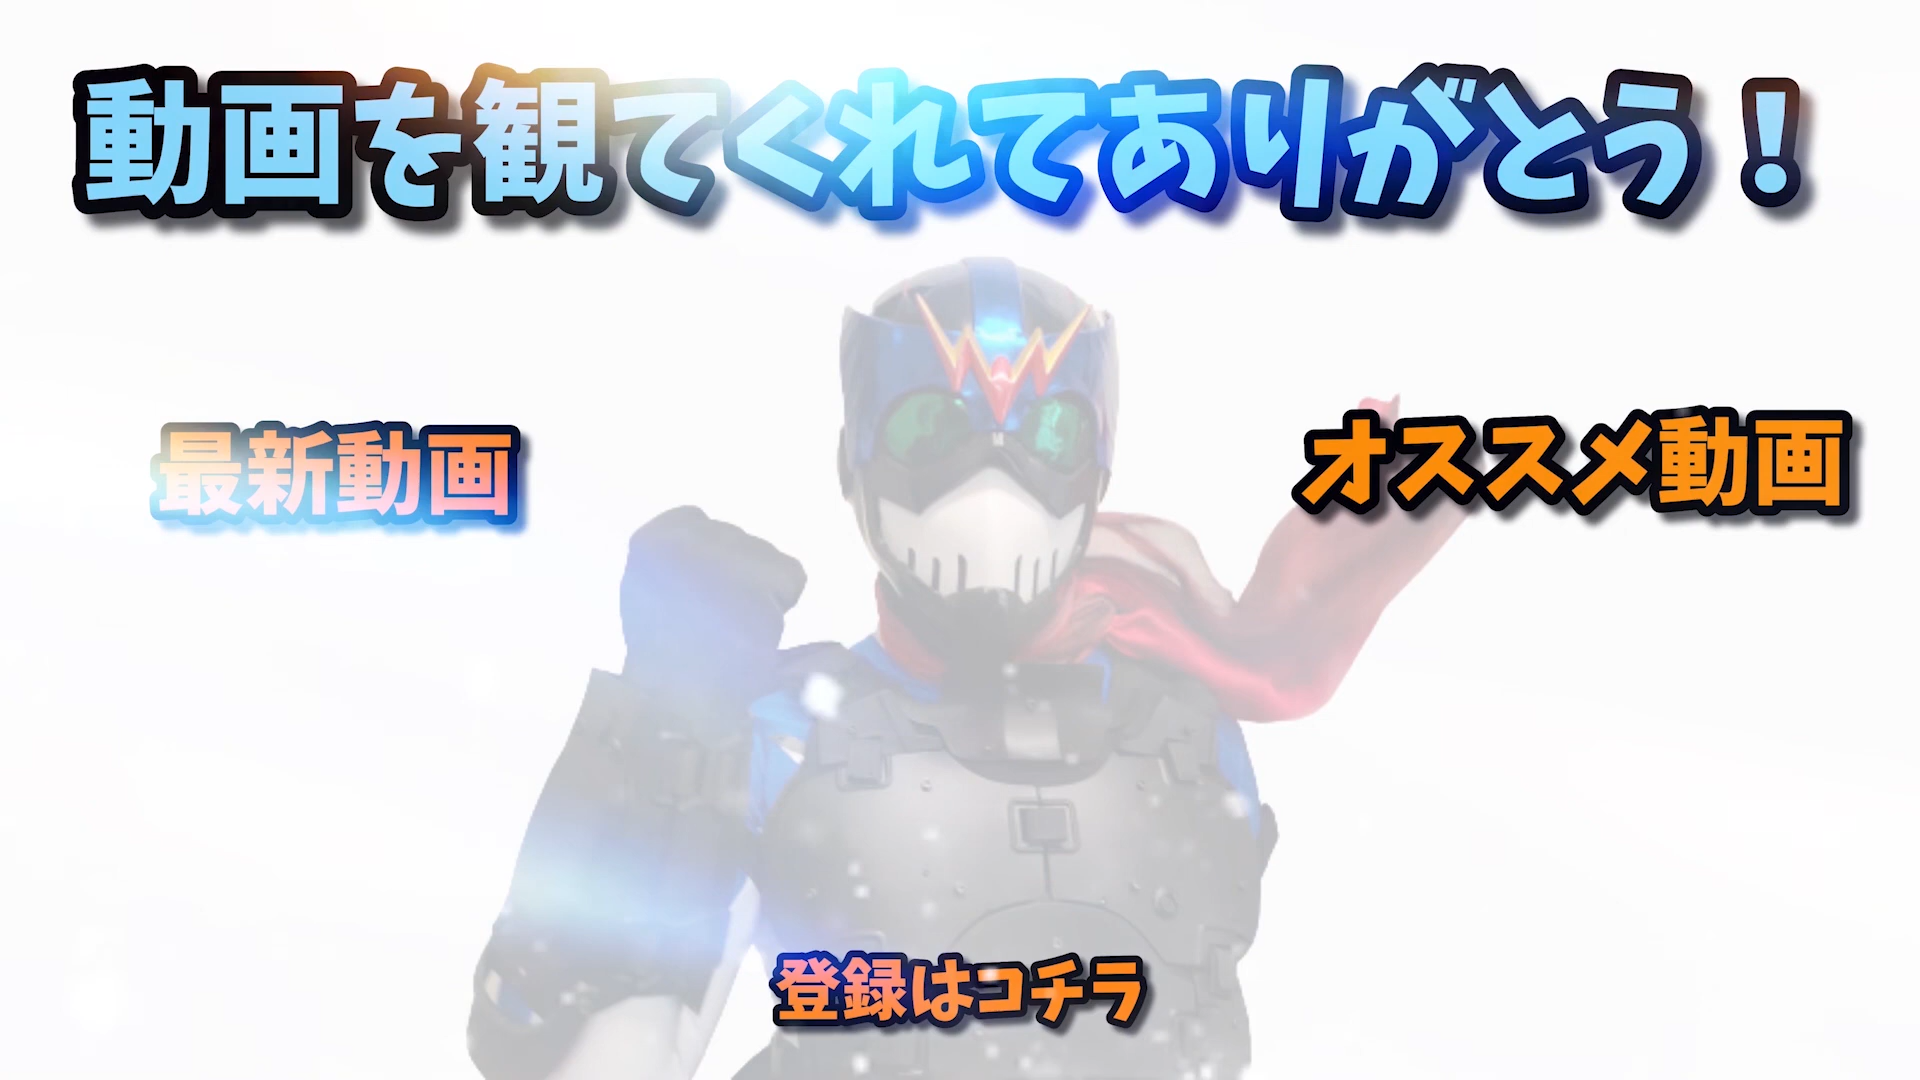 動画を観てくれてありがとう！
最新動画
オススメ動画
登録はコチラ